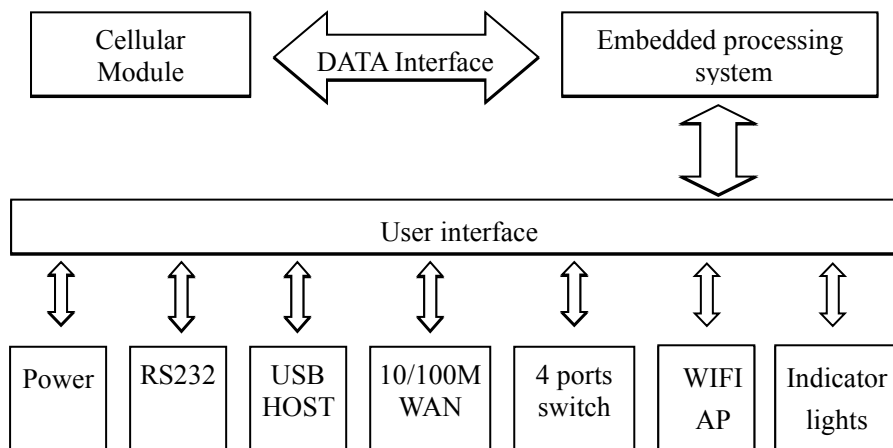 Cellular
Module
DATA Interface
Embedded processing
system
User interface
Power
RS232
USB
HOST
10/100M
WAN
4 ports
switch
WIFI
AP
Indicator
lights